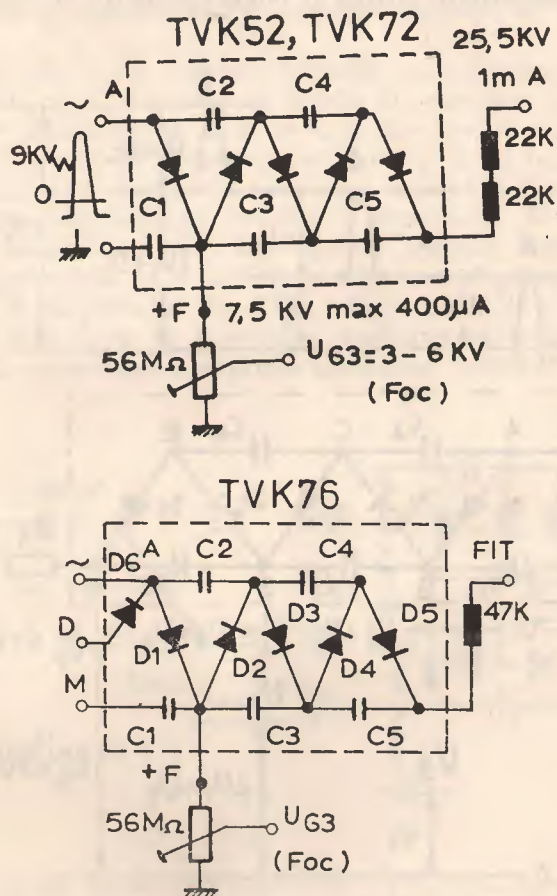 TVK52, TVK72
25,5KV
1m A
~ A
C2
C4
22K
9KV
0
22K
C1
C3
C5
+F
7,5 KV max 400µA
56MΩ
UG3=3-6 KV
(Foc)
TVK76
~
D6
A
C2
C4
FIT
D
D1
D2
D3
D4
D5
47K
M
C1
C3
C5
+F
56MΩ
UG3
(Foc)